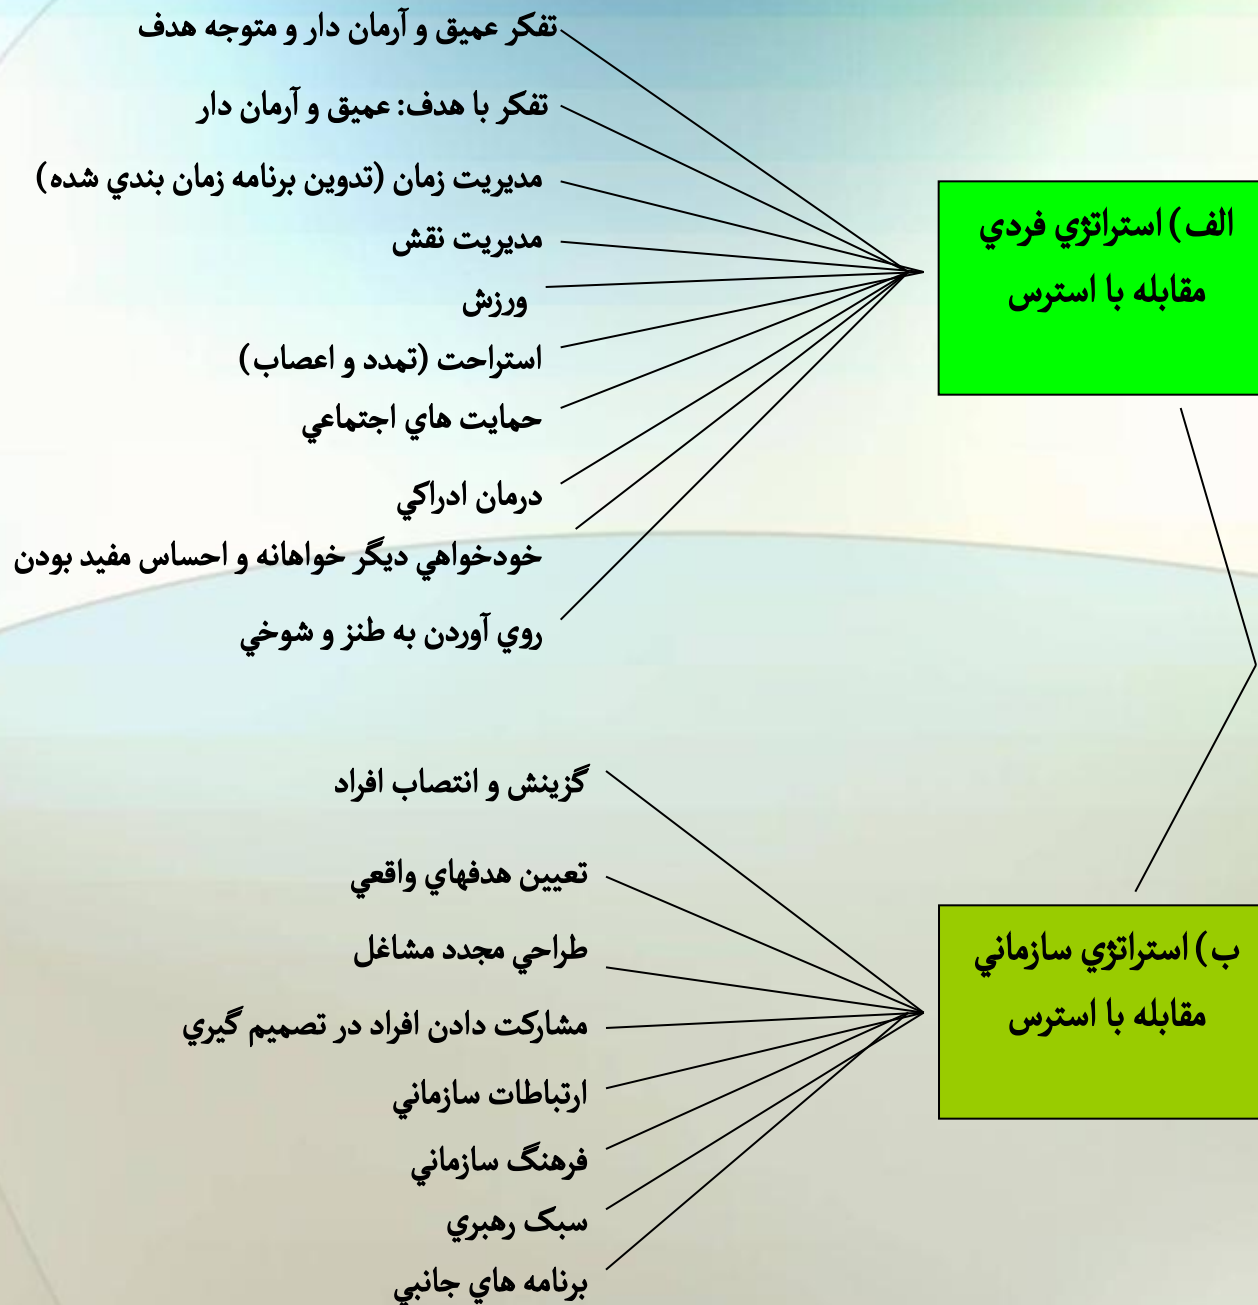 الف) استراتژي فردي
مقابله با استرس
تفكر عميق و آرمان دار و متوجه هدف
تفكر با هدف: عميق و آرمان دار
مديريت زمان (تدوين برنامه زمان بندي شده)
مديريت نقش
ورزش
استراحت (تمدد و اعصاب)
حمايت هاي اجتماعي
درمان ادراكي
خودخواهي ديگر خواهانه و احساس مفيد بودن
روي آوردن به طنز و شوخي
ب) استراتژي سازماني
مقابله با استرس
گزينش و انتصاب افراد
تعيين هدفهاي واقعي
طراحي مجدد مشاغل
مشاركت دادن افراد در تصميم گيري
ارتباطات سازماني
فرهنگ سازماني
سبک رهبري
برنامه هاي جانبي